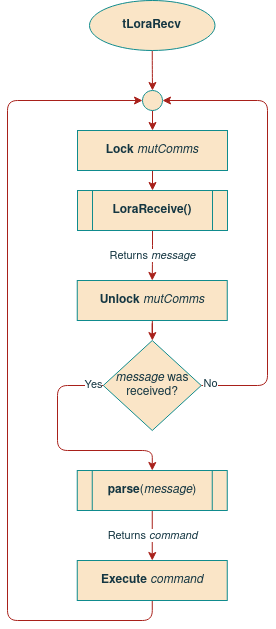 tLoraRecv
Lock mutComms
LoraReceive()
Returns message
Unlock mutComms
message was
received?
Yes
No
parse(message)
Returns command
Execute command